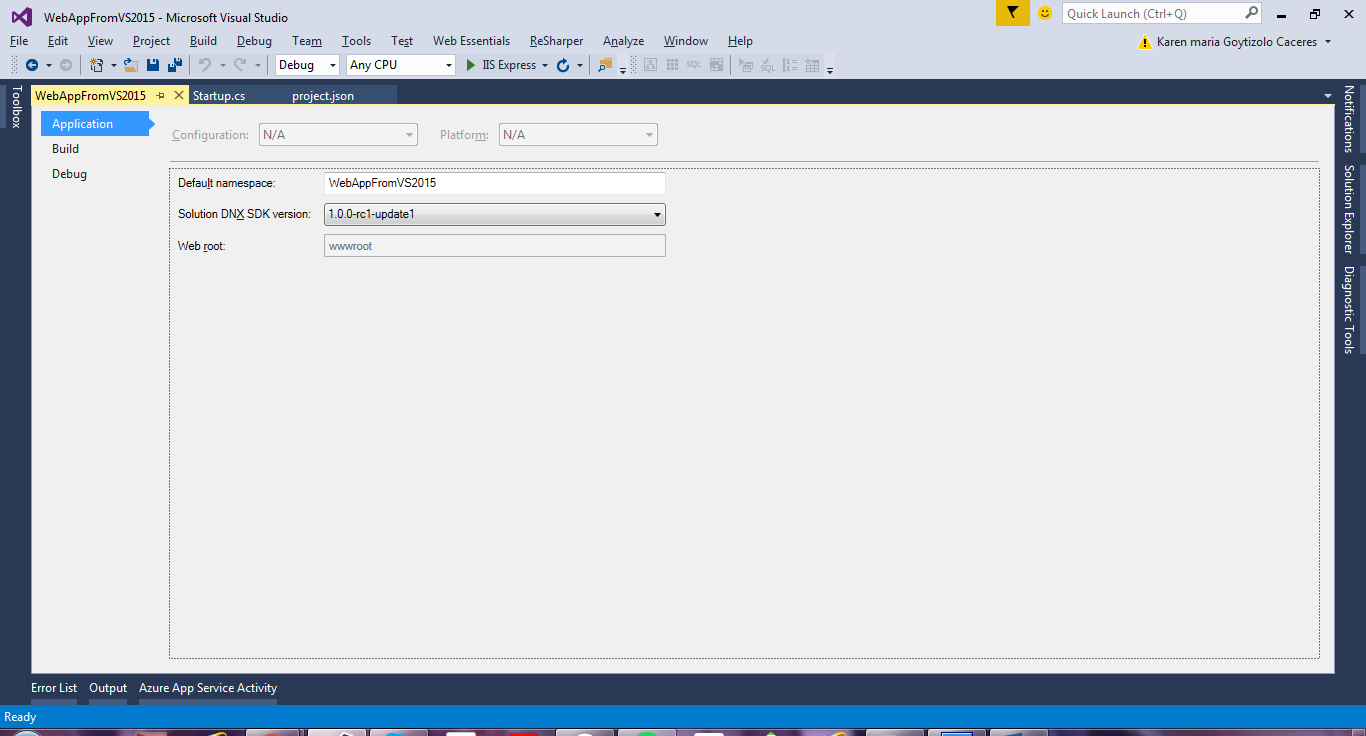 WebAppFromVS2015 - Microsoft Visual Studio
Quick Launch (Ctrl+Q)
File Edit View Project Build Debug Team Tools Test Web Essentials ReSharper Analyze Window Help
Karen maria Goytizolo Caceres
Debug Any CPU IIS Express SQL SQL
Toolbox
WebAppFromVS2015 Startup.cs project.json
Notifications
Solution Explorer
Diagnostic Tools
Application
Build
Debug
Configuration: N/A Platform: N/A
Default namespace: WebAppFromVS2015
Solution DNX SDK version: 1.0.0-rc1-update1
Web root: wwwroot
Error List Output Azure App Service Activity
Ready